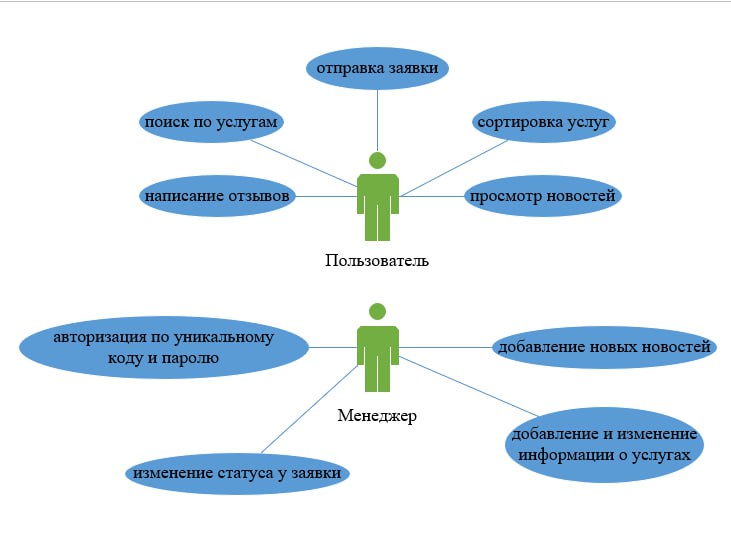 отправка заявки
поиск по услугам
сортировка услуг
написание отзывов
просмотр новостей
Пользователь
авторизация по уникальному
коду и паролю
добавление новых новостей
Менеджер
добавление и изменение
информации о услугах
изменение статуса у заявки